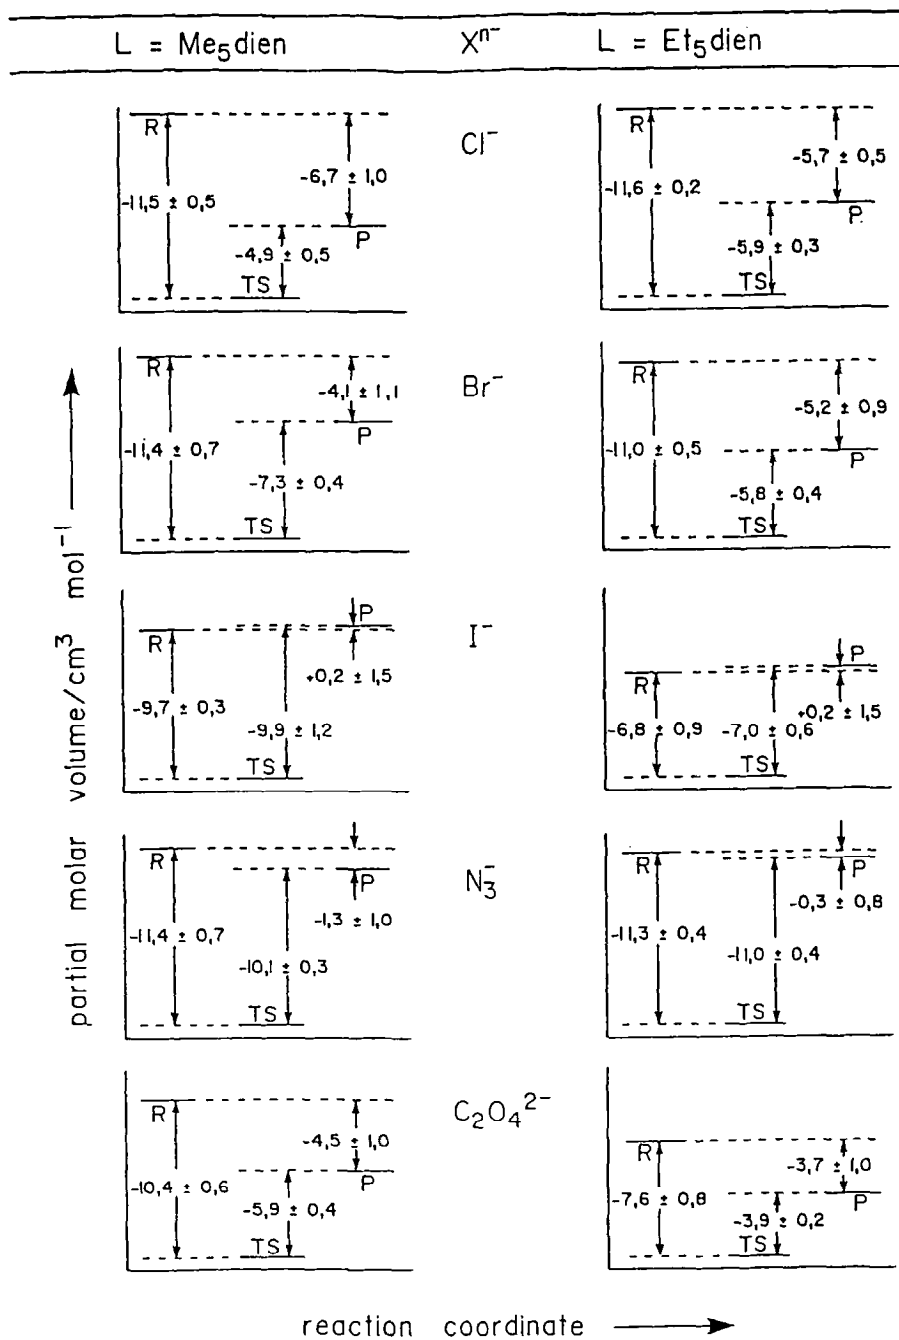 L = Me₅dien Xⁿ⁻ L = Et₅dien
Cl⁻
R
-11,5 ± 0,5
-6,7 ± 1,0
-4,9 ± 0,5
P
TS
R
-11,6 ± 0,2
-5,7 ± 0,5
-5,9 ± 0,3
P
TS
Br⁻
R
-11,4 ± 0,7
-4,1 ± 1,1
-7,3 ± 0,4
P
TS
R
-11,0 ± 0,5
-5,2 ± 0,9
-5,8 ± 0,4
P
TS
I⁻
R
P
-9,7 ± 0,3
+0,2 ± 1,5
-9,9 ± 1,2
TS
R
P
-6,8 ± 0,9
-7,0 ± 0,6
+0,2 ± 1,5
TS
N₃⁻
R
P
-11,4 ± 0,7
-1,3 ± 1,0
-10,1 ± 0,3
TS
R
P
-11,3 ± 0,4
-0,3 ± 0,8
-11,0 ± 0,4
TS
C₂O₄²⁻
R
-10,4 ± 0,6
-4,5 ± 1,0
-5,9 ± 0,4
P
TS
R
-7,6 ± 0,8
-3,7 ± 1,0
-3,9 ± 0,2
P
TS
partial molar volume/cm³ mol⁻¹
reaction coordinate